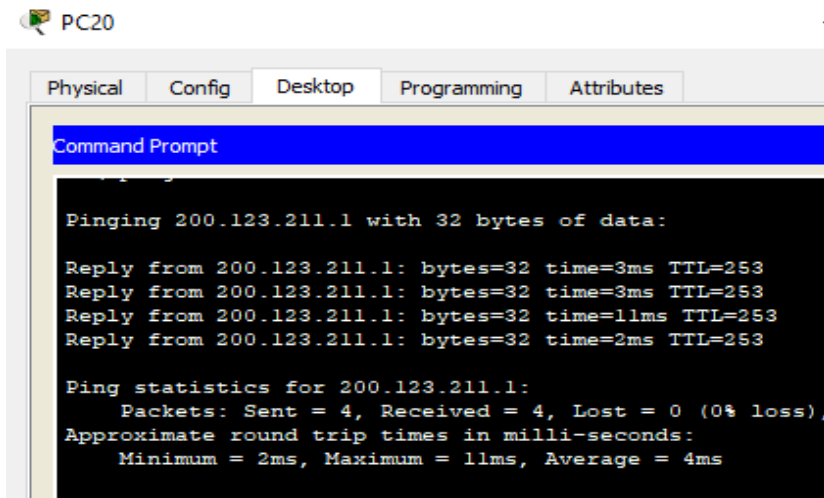 PC20
Physical Config Desktop Programming Attributes
Command Prompt
Pinging 200.123.211.1 with 32 bytes of data:
Reply from 200.123.211.1: bytes=32 time=3ms TTL=253
Reply from 200.123.211.1: bytes=32 time=3ms TTL=253
Reply from 200.123.211.1: bytes=32 time=11ms TTL=253
Reply from 200.123.211.1: bytes=32 time=2ms TTL=253
Ping statistics for 200.123.211.1:
Packets: Sent = 4, Received = 4, Lost = 0 (0% loss),
Approximate round trip times in milli-seconds:
Minimum = 2ms, Maximum = 11ms, Average = 4ms